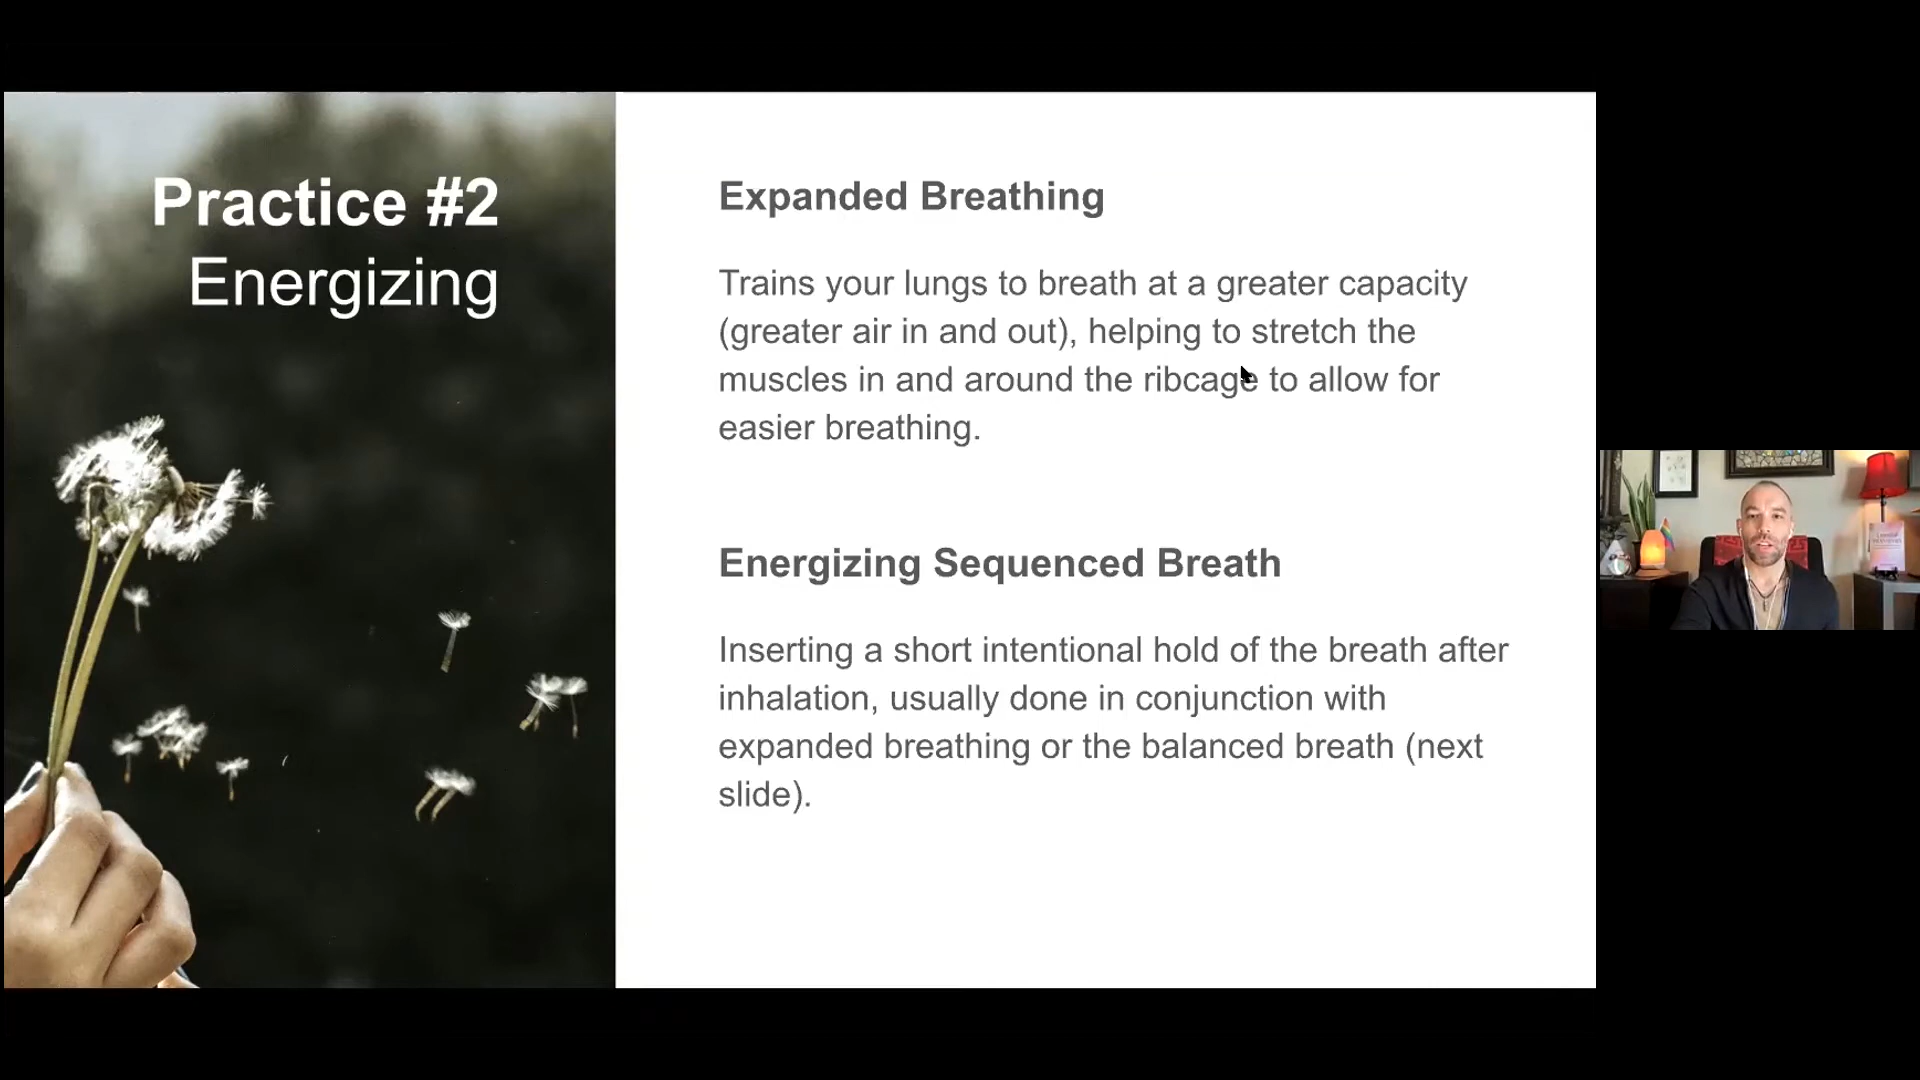 Practice #2
Energizing
Expanded Breathing
Trains your lungs to breath at a greater capacity
(greater air in and out), helping to stretch the
muscles in and around the ribcage to allow for
easier breathing.
Energizing Sequenced Breath
Inserting a short intentional hold of the breath after
inhalation, usually done in conjunction with
expanded breathing or the balanced breath (next
slide).